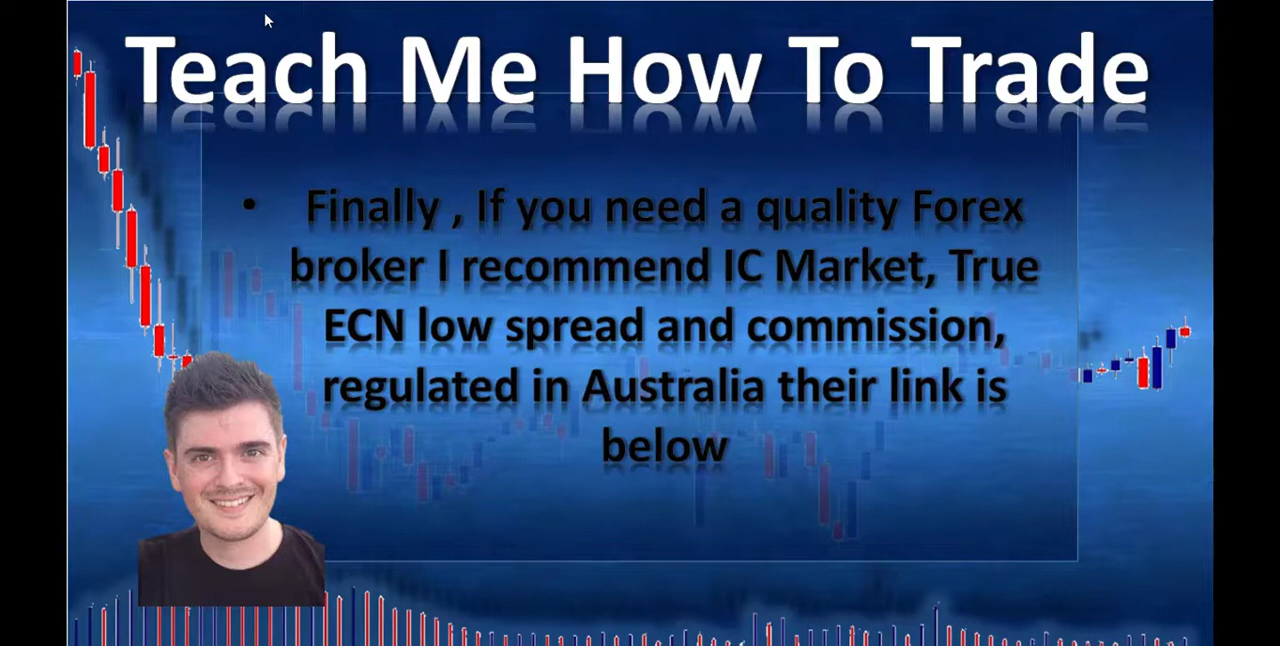 Teach Me How To Trade
• Finally , If you need a quality Forex
broker I recommend IC Market, True
ECN low spread and commission,
regulated in Australia their link is
below